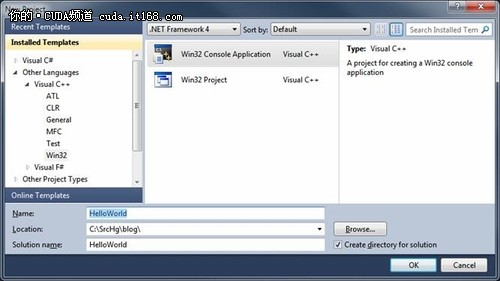 你的·CUDA频道 cuda.it168.com
Recent Templates
.NET Framework 4
Sort by: Default
Search Installed Tem
Installed Templates
Visual C#
Other Languages
Visual C++
ATL
CLR
General
MFC
Test
Win32
Visual F#
Other Project Types
Online Templates
Win32 Console Application Visual C++
Win32 Project Visual C++
Type: Visual C++
A project for creating a Win32 console
application
Name: HelloWorld
Location: C:\SrcHg\blog\
Browse...
Solution name: HelloWorld
Create directory for solution
OK Cancel